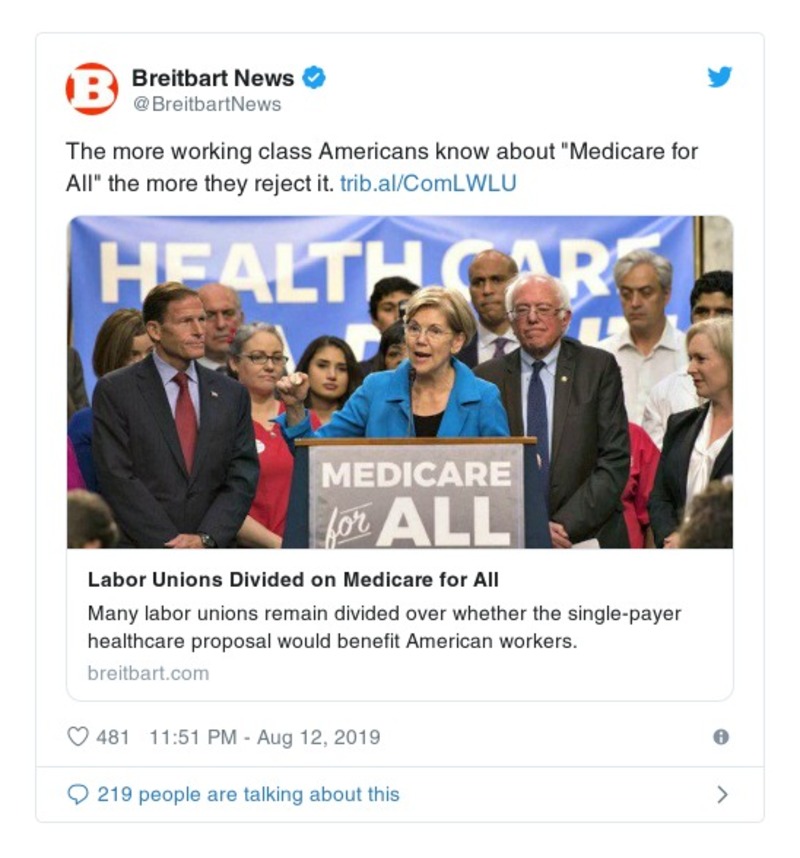 Breitbart News
@BreitbartNews
The more working class Americans know about "Medicare for
All" the more they reject it. trib.al/ComLWLU
HEALTH CARE
MEDICARE
for ALL
Labor Unions Divided on Medicare for All
Many labor unions remain divided over whether the single-payer
healthcare proposal would benefit American workers.
breitbart.com
481 11:51 PM - Aug 12, 2019
219 people are talking about this